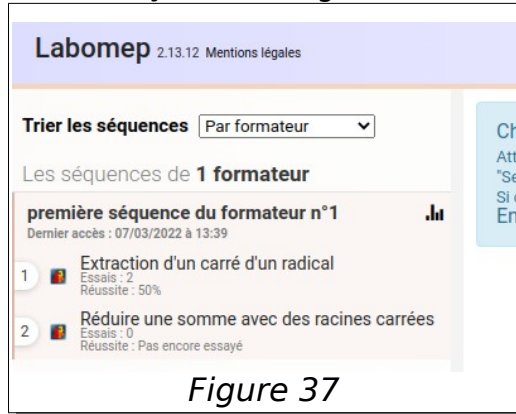 Labomep 2.13.12 Mentions légales
Trier les séquences Par formateur
Ch
Att
"Se
Si
En
Les séquences de 1 formateur
première séquence du formateur n°1
Dernier accès : 07/03/2022 à 13:39
1 Extraction d'un carré d'un radical
Essais : 2
Réussite : 50%
2 Réduire une somme avec des racines carrées
Essais : 0
Réussite : Pas encore essayé
Figure 37